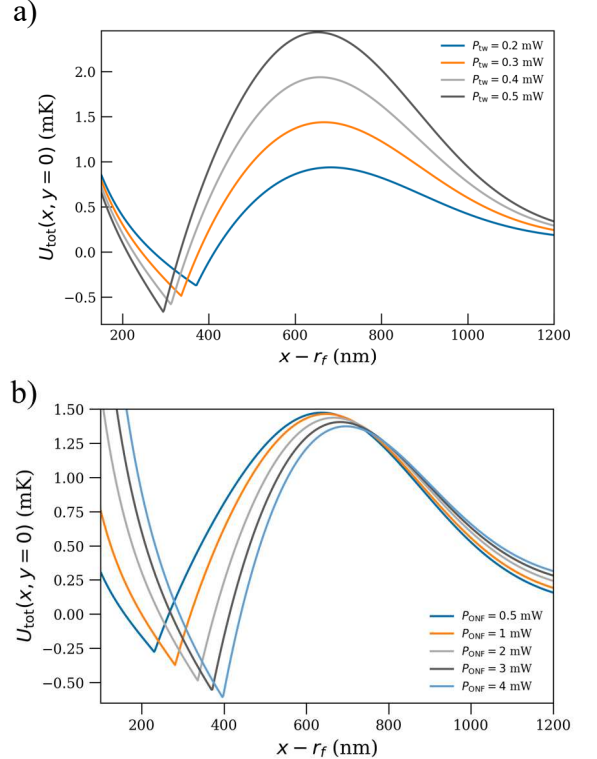 a)
U_tot(x, y = 0) (mK)
2.0
1.5
1.0
0.5
0.0
−0.5
P_tw = 0.2 mW
P_tw = 0.3 mW
P_tw = 0.4 mW
P_tw = 0.5 mW
200 400 600 800 1000 1200
x − r_f (nm)
b)
U_tot(x, y = 0) (mK)
1.50
1.25
1.00
0.75
0.50
0.25
0.00
−0.25
−0.50
P_ONF = 0.5 mW
P_ONF = 1 mW
P_ONF = 2 mW
P_ONF = 3 mW
P_ONF = 4 mW
200 400 600 800 1000 1200
x − r_f (nm)